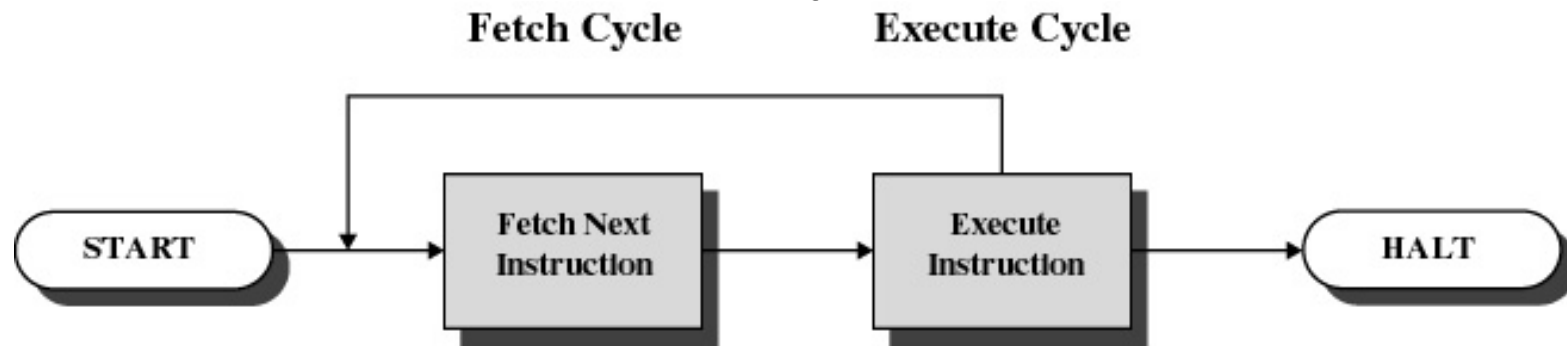 Fetch Cycle
Execute Cycle
START
Fetch Next
Instruction
Execute
Instruction
HALT